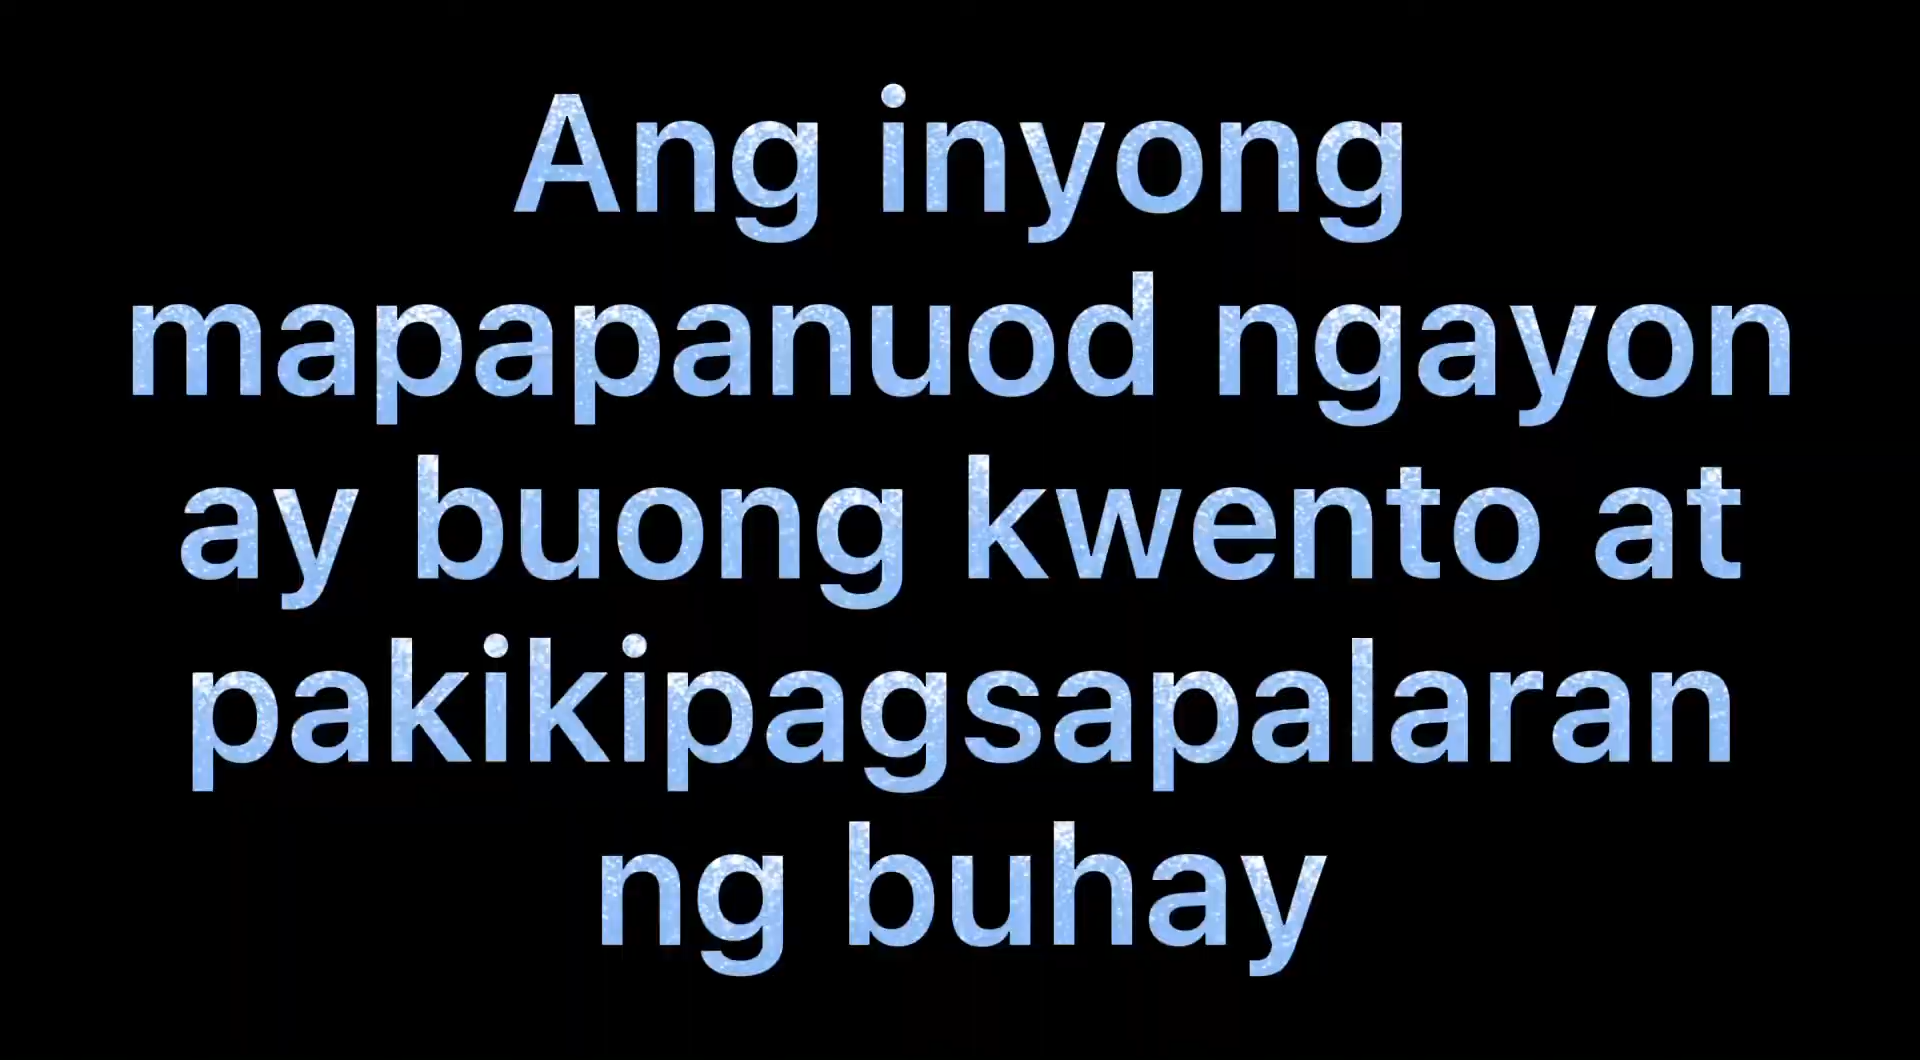 Ang inyong
mapapanuod ngayon
ay buong kwento at
pakikipagsapalaran
ng buhay